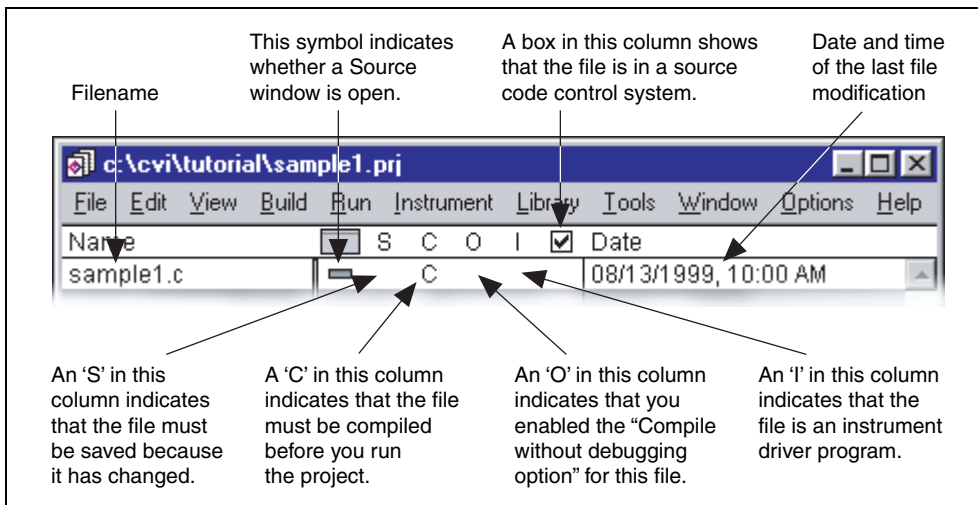 Filename
This symbol indicates
whether a Source
window is open.
A box in this column shows
that the file is in a source
code control system.
Date and time
of the last file
modification
c:\cvi\tutorial\sample1.prj
File Edit View Build Run Instrument Library Tools Window Options Help
Name S C O I Date
sample1.c C 08/13/1999, 10:00 AM
An ‘S’ in this
column indicates
that the file must
be saved because
it has changed.
A ‘C’ in this column
indicates that the file
must be compiled
before you run
the project.
An ‘O’ in this column
indicates that you
enabled the “Compile
without debugging
option” for this file.
An ‘I’ in this column
indicates that the
file is an instrument
driver program.